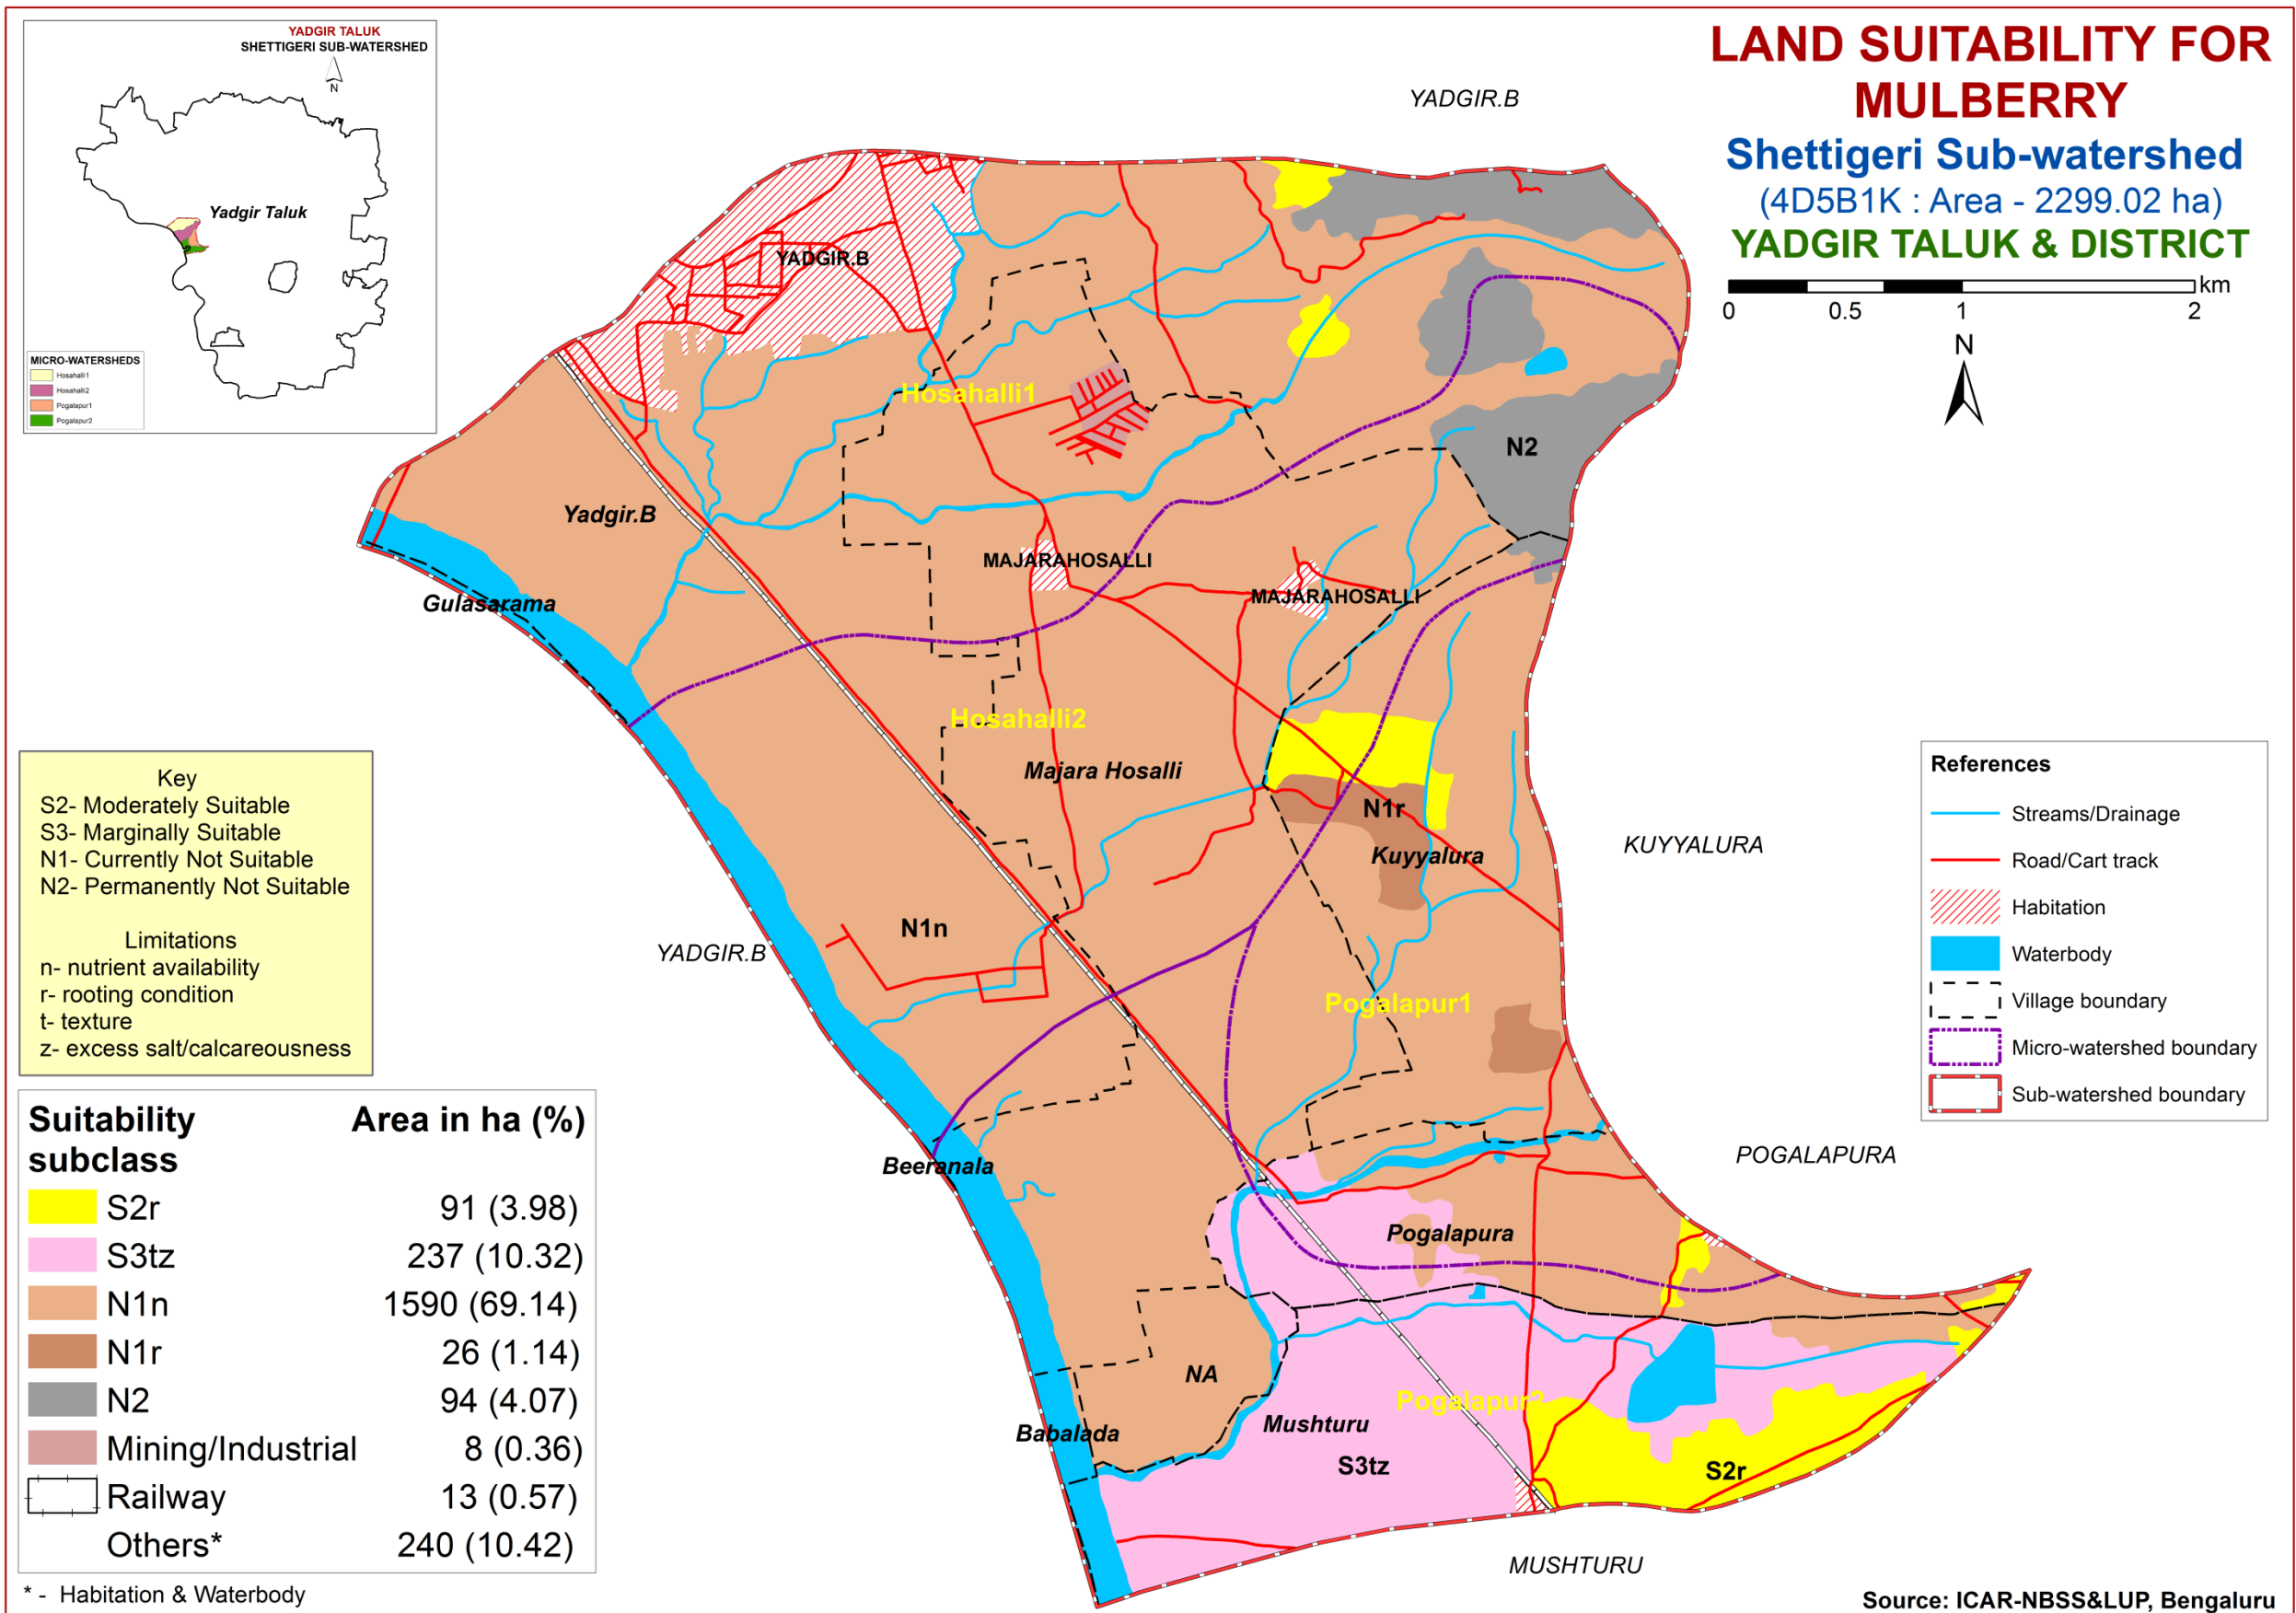 YADGIR TALUK
SHETTIGERI SUB-WATERSHED
N
Yadgir Taluk
MICRO-WATERSHEDS
Hosahalli1
Hosahalli2
Pogalapur1
Pogalapur2
LAND SUITABILITY FOR
MULBERRY
Shettigeri Sub-watershed
(4D5B1K : Area - 2299.02 ha)
YADGIR TALUK & DISTRICT
km
0 0.5 1 2
N
YADGIR.B
YADGIR.B
Hosahalli1
N2
Yadgir.B
MAJARAHOSALLI
MAJARAHOSALLI
Gulasarama
Hosahalli2
Majara Hosalli
N1r
Kuyyalura
KUYYALURA
N1n
YADGIR.B
Pogalapur1
POGALAPURA
Beeranala
Pogalapura
NA
Pogalapur2
Mushturu
Babalada
S3tz
S2r
MUSHTURU
Key
S2- Moderately Suitable
S3- Marginally Suitable
N1- Currently Not Suitable
N2- Permanently Not Suitable
Limitations
n- nutrient availability
r- rooting condition
t- texture
z- excess salt/calcareousness
Suitability Area in ha (%)
subclass
S2r 91 (3.98)
S3tz 237 (10.32)
N1n 1590 (69.14)
N1r 26 (1.14)
N2 94 (4.07)
Mining/Industrial 8 (0.36)
Railway 13 (0.57)
Others* 240 (10.42)
* - Habitation & Waterbody
References
Streams/Drainage
Road/Cart track
Habitation
Waterbody
Village boundary
Micro-watershed boundary
Sub-watershed boundary
Source: ICAR-NBSS&LUP, Bengaluru